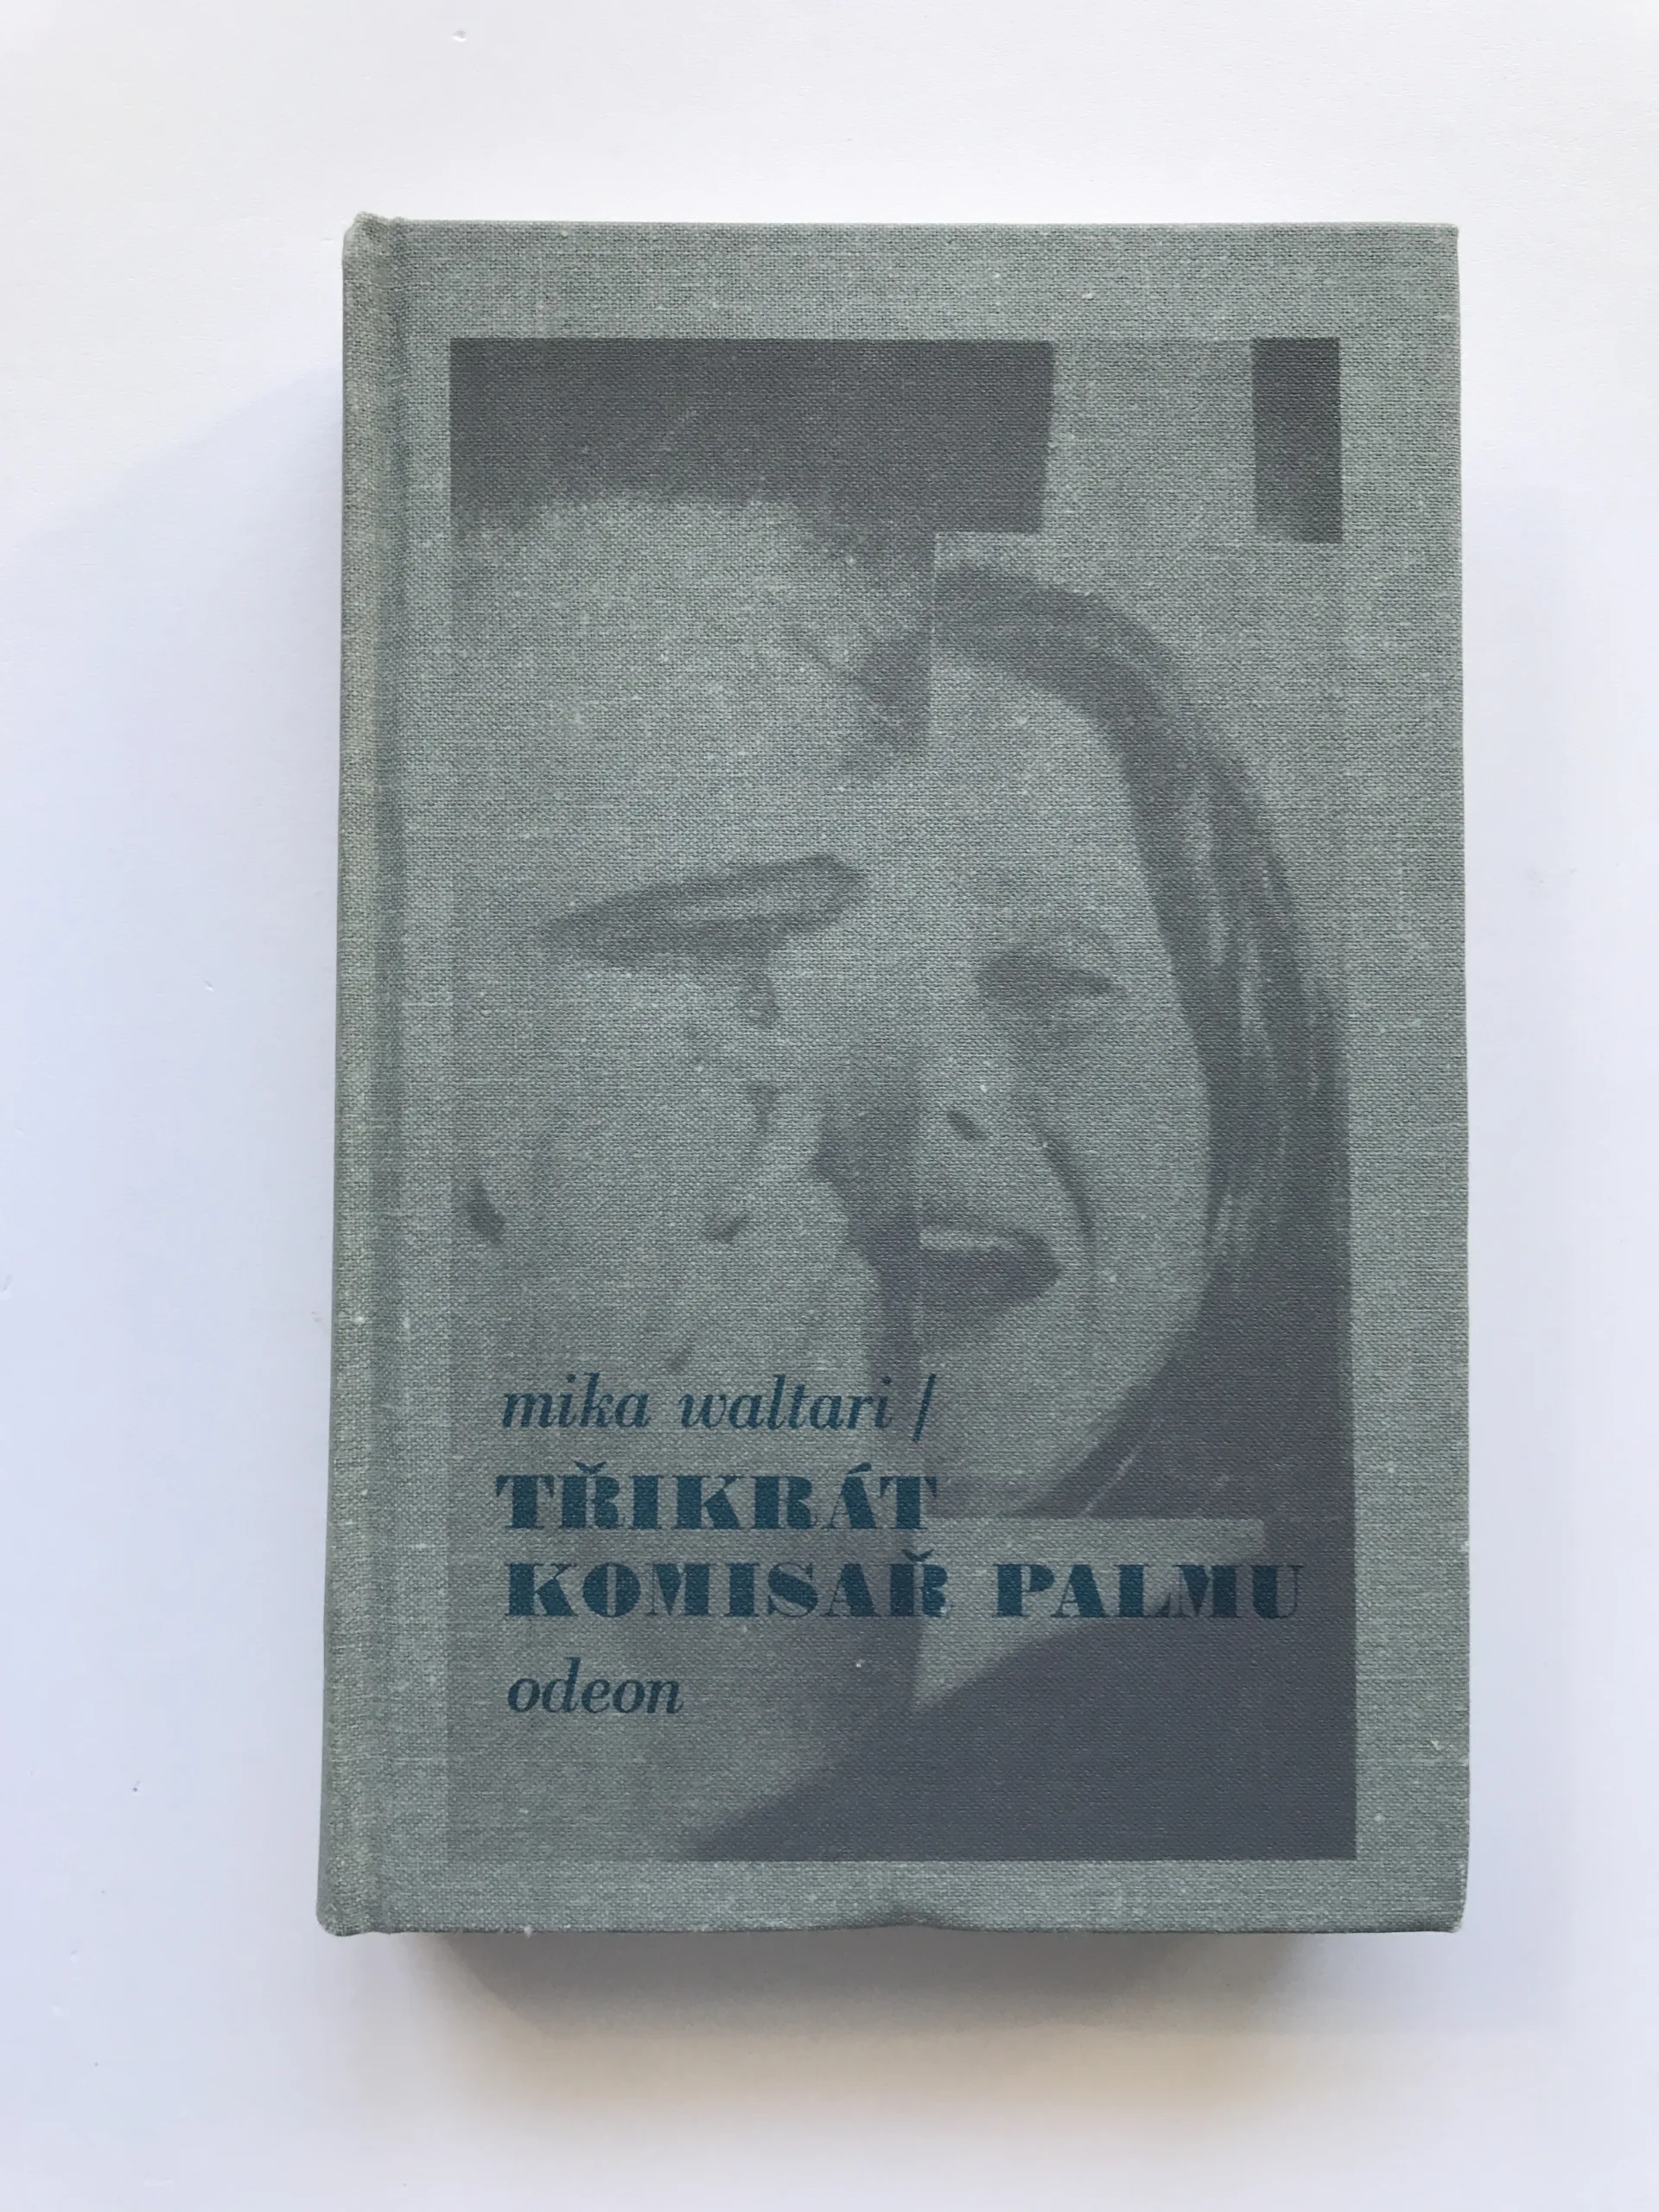 mika waltari /
TŘIKRÁT
KOMISAŘ PALMU
odeon